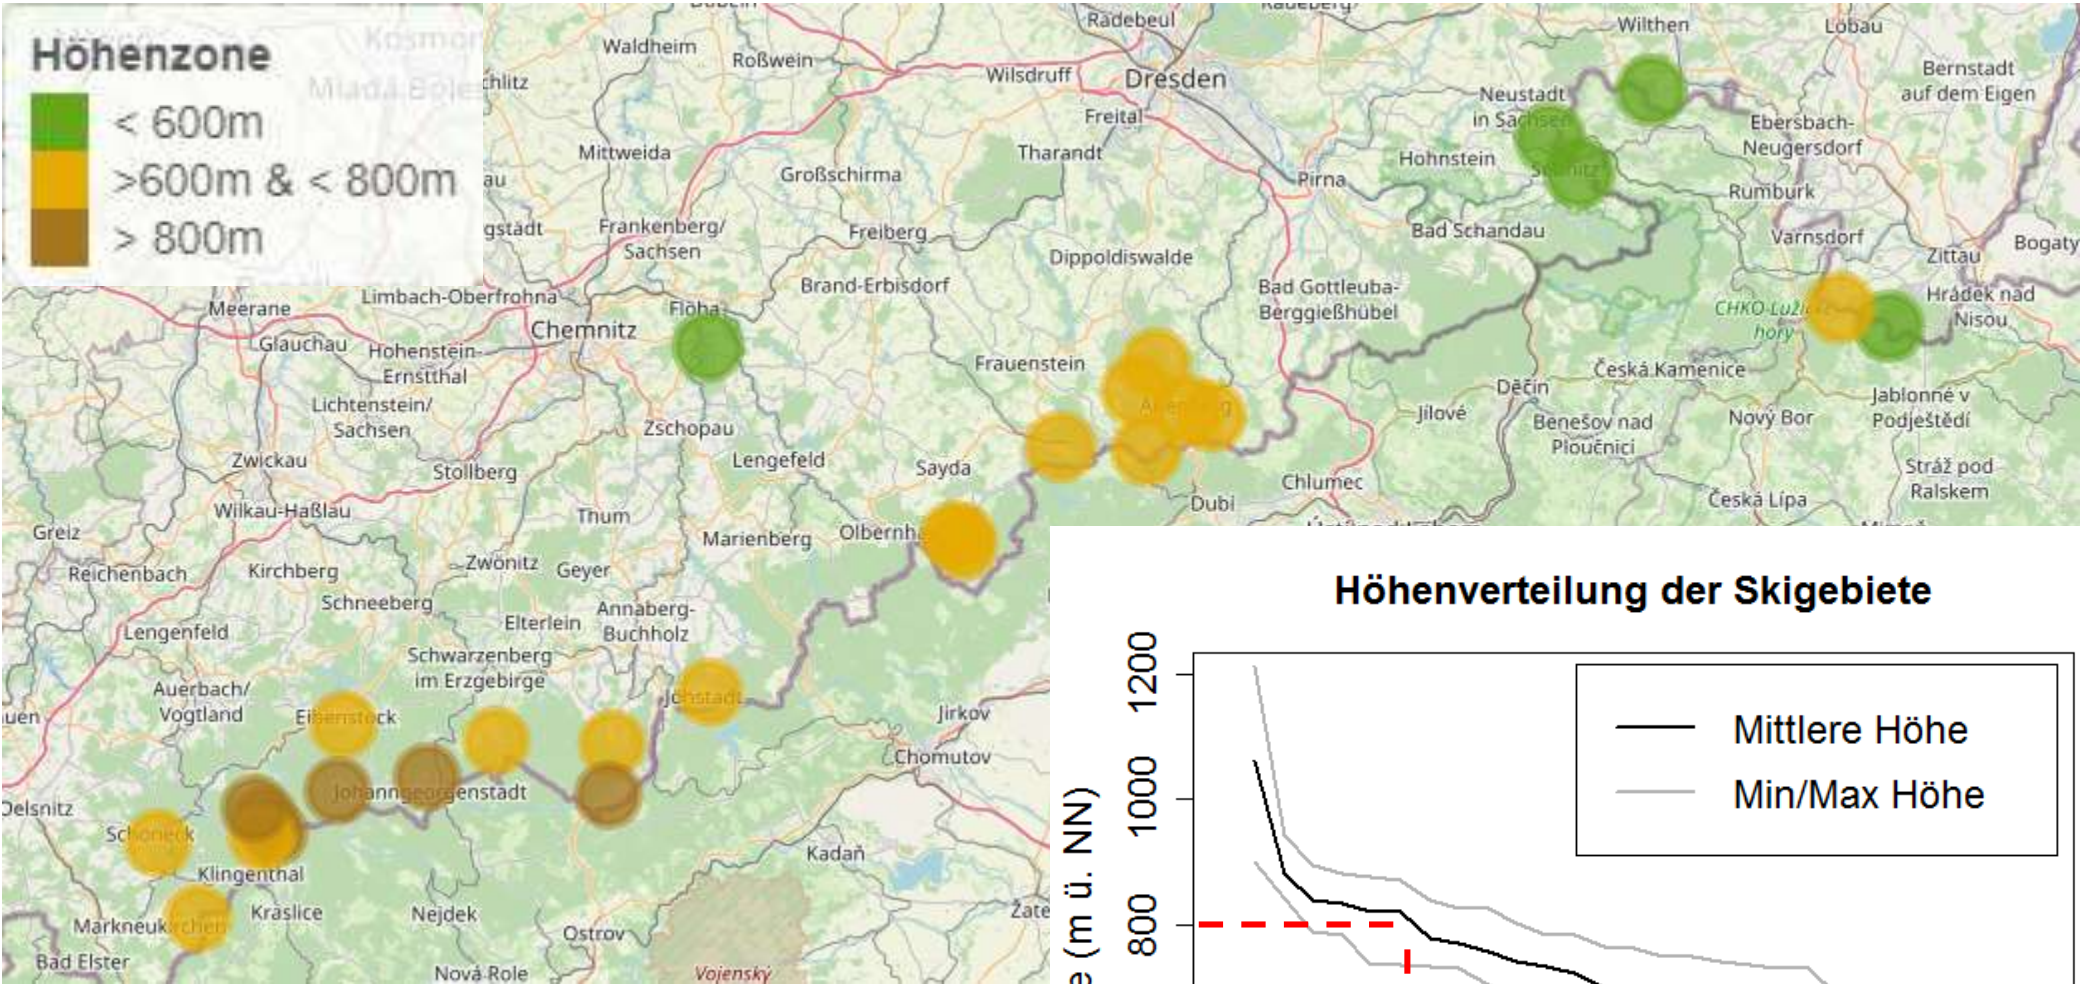 Höhenzone
< 600m
>600m & < 800m
> 800m
Kosmon
Mladá Boles
Waldheim
Roßwein
Radebeul
Wilsdruff
Dresden
Freital
Wilthen
Löbau
Bernstadt
auf dem Eigen
Neustadt
in Sachsen
Ebersbach-
Neugersdorf
Mittweida
Großschirma
Tharandt
Hohnstein
Pirna
Rumburk
Frankenberg/
Sachsen
Freiberg
Bad Schandau
Varnsdorf
Zittau
Bogaty
Dippoldiswalde
Meerane
Limbach-Oberfrohna
Flöha
Brand-Erbisdorf
Bad Gottleuba-
Berggießhübel
Hrádek nad
Nisou
Glauchau
Chemnitz
Hohenstein-
Ernstthal
Frauenstein
Česká Kamenice
Děčín
Lichtenstein/
Sachsen
Zschopau
Jílové
Benešov nad
Ploučnicí
Nový Bor
Jablonné v
Podještědí
Zwickau
Stollberg
Lengefeld
Sayda
Chlumec
Stráž pod
Ralskem
Wilkau-Haßlau
Thum
Dubí
Česká Lípa
Greiz
Marienberg
Olbernh
Reichenbach
Kirchberg
Zwönitz
Geyer
Schneeberg
Elterlein
Annaberg-
Buchholz
Lengenfeld
Schwarzenberg
im Erzgebirge
Auerbach/
Vogtland
Eibenstock
Jöhstadt
Jirkov
Chomutov
Oelsnitz
Johanngeorgenstadt
Schöneck
Klingenthal
Kadaň
Markneukirchen
Kraslice
Nejdek
Ostrov
Žate
Bad Elster
Nová Role
Vojenský
Höhenverteilung der Skigebiete
1200
1000
800
e (m ü. NN)
Mittlere Höhe
Min/Max Höhe